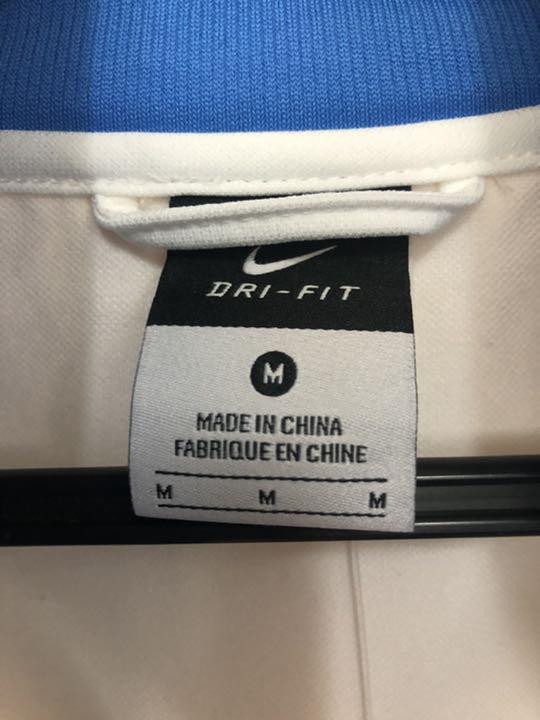 DRI-FIT
M
MADE IN CHINA
FABRIQUE EN CHINE
M M M